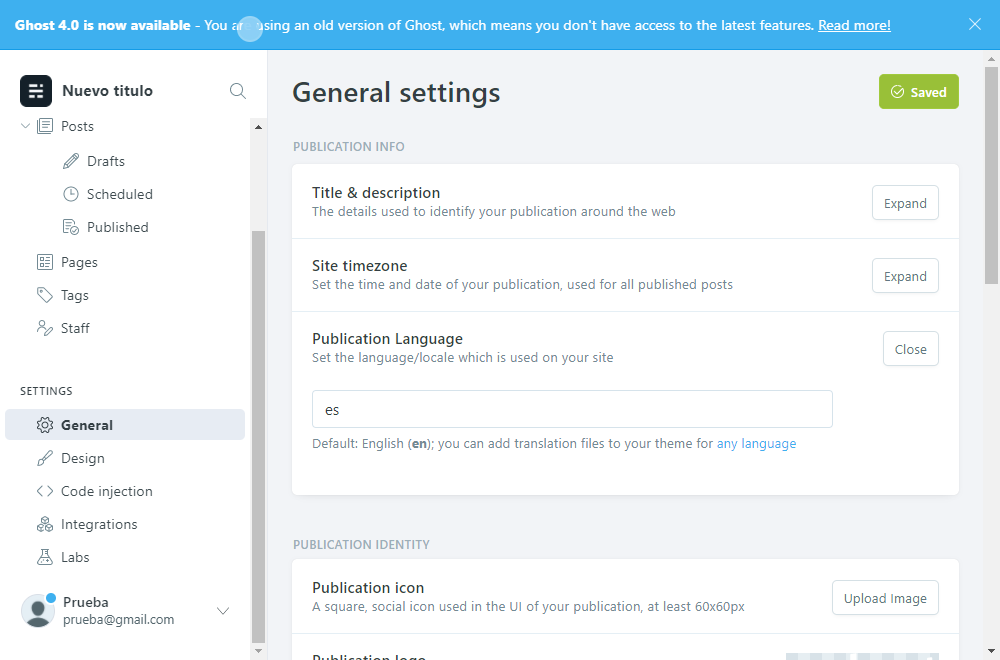 Ghost 4.0 is now available - You are using an old version of Ghost, which means you don't have access to the latest features. Read more!
Nuevo titulo
Posts
Drafts
Scheduled
Published
Pages
Tags
Staff
SETTINGS
General
Design
Code injection
Integrations
Labs
Prueba
prueba@gmail.com
General settings
Saved
PUBLICATION INFO
Title & description
The details used to identify your publication around the web
Expand
Site timezone
Set the time and date of your publication, used for all published posts
Expand
Publication Language
Set the language/locale which is used on your site
Close
es
Default: English (en); you can add translation files to your theme for any language
PUBLICATION IDENTITY
Publication icon
A square, social icon used in the UI of your publication, at least 60x60px
Upload Image
Publication logo